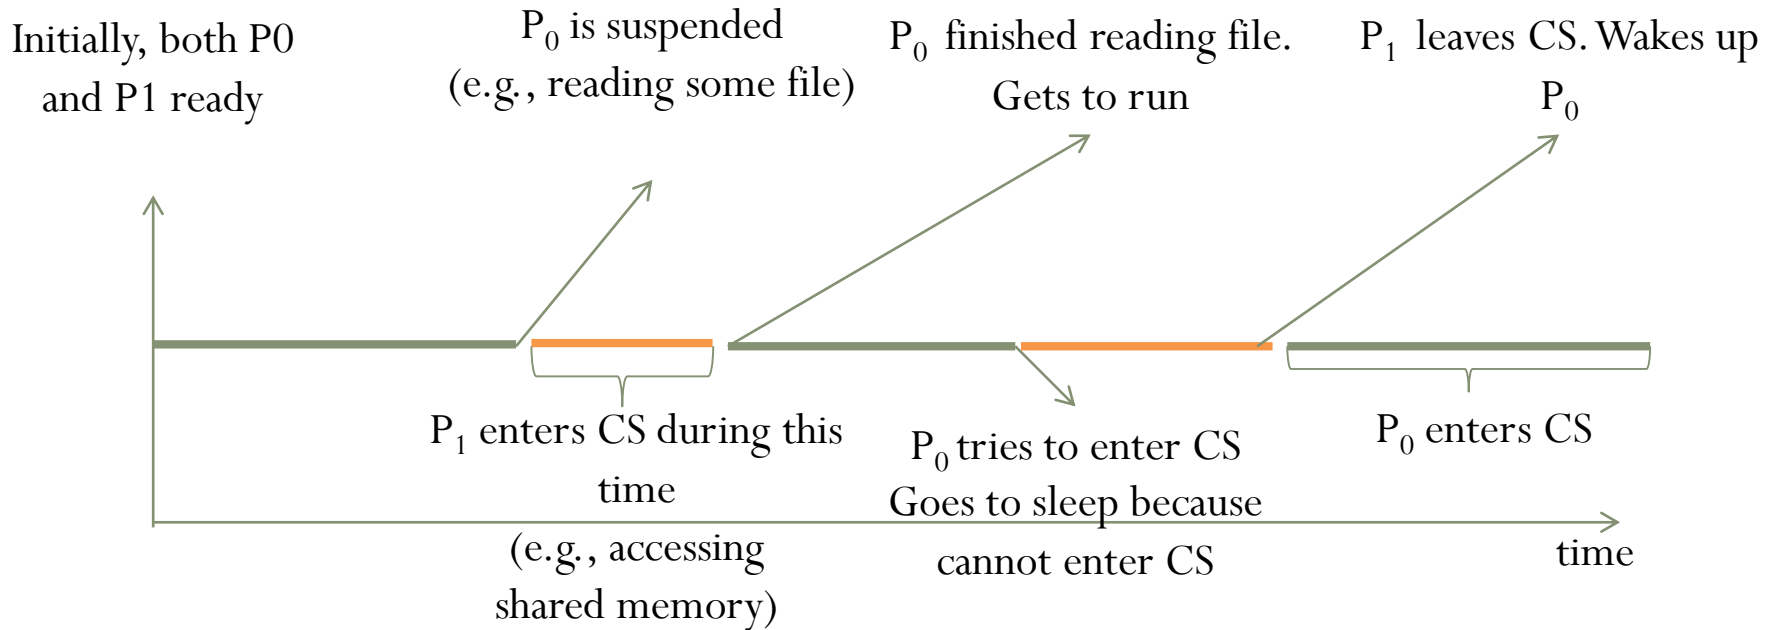 Initially, both P0
and P1 ready
P₀ is suspended
(e.g., reading some file)
P₀ finished reading file.
Gets to run
P₁ leaves CS. Wakes up
P₀
P₁ enters CS during this
time
(e.g., accessing
shared memory)
P₀ tries to enter CS
Goes to sleep because
cannot enter CS
P₀ enters CS
time